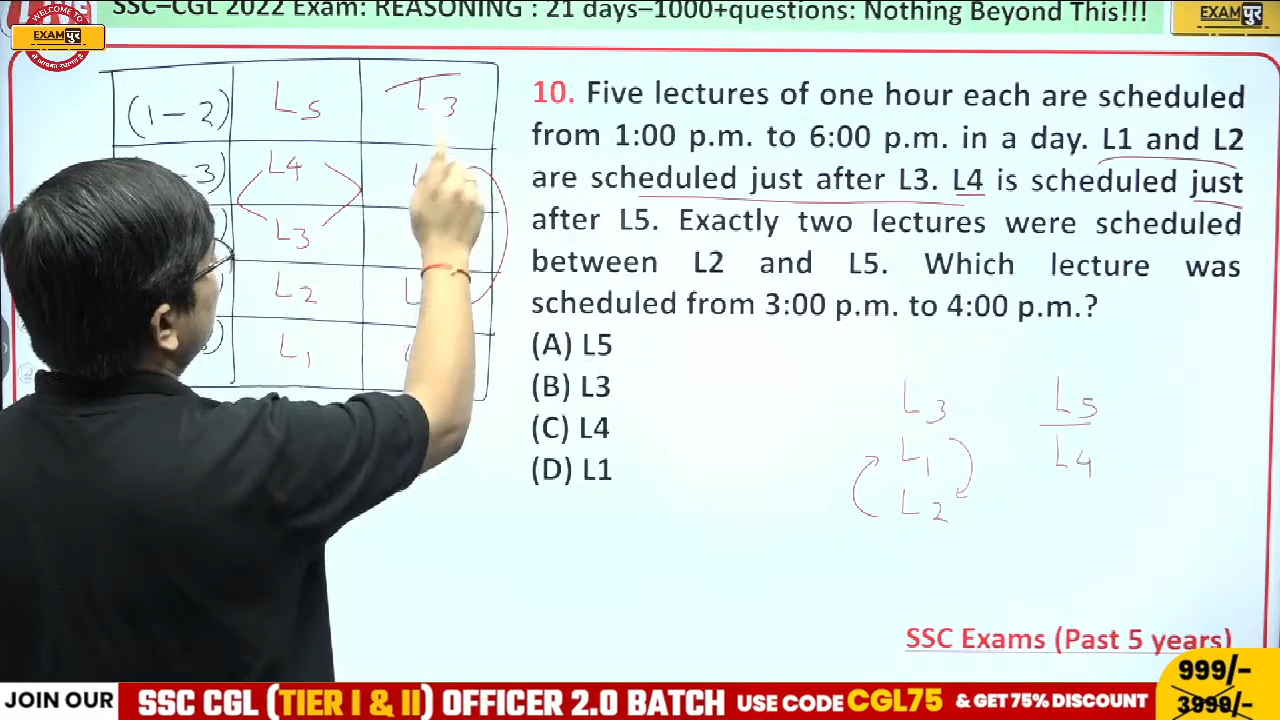 SSC–CGL 2022 Exam: REASONING : 21 days–1000+questions: Nothing Beyond This!!!
WELCOME TO
EXAMपुर
EXAMपुर
(1–2) L5 L3
–3) L4
L3
L2
L1
10. Five lectures of one hour each are scheduled
from 1:00 p.m. to 6:00 p.m. in a day. L1 and L2
are scheduled just after L3. L4 is scheduled just
after L5. Exactly two lectures were scheduled
between L2 and L5. Which lecture was
scheduled from 3:00 p.m. to 4:00 p.m.?
(A) L5
(B) L3
(C) L4
(D) L1
L3 L5
L1 L4
L2
SSC Exams (Past 5 years)
JOIN OUR SSC CGL (TIER I & II) OFFICER 2.0 BATCH USE CODE CGL75 & GET 75% DISCOUNT
999/-
3999/-